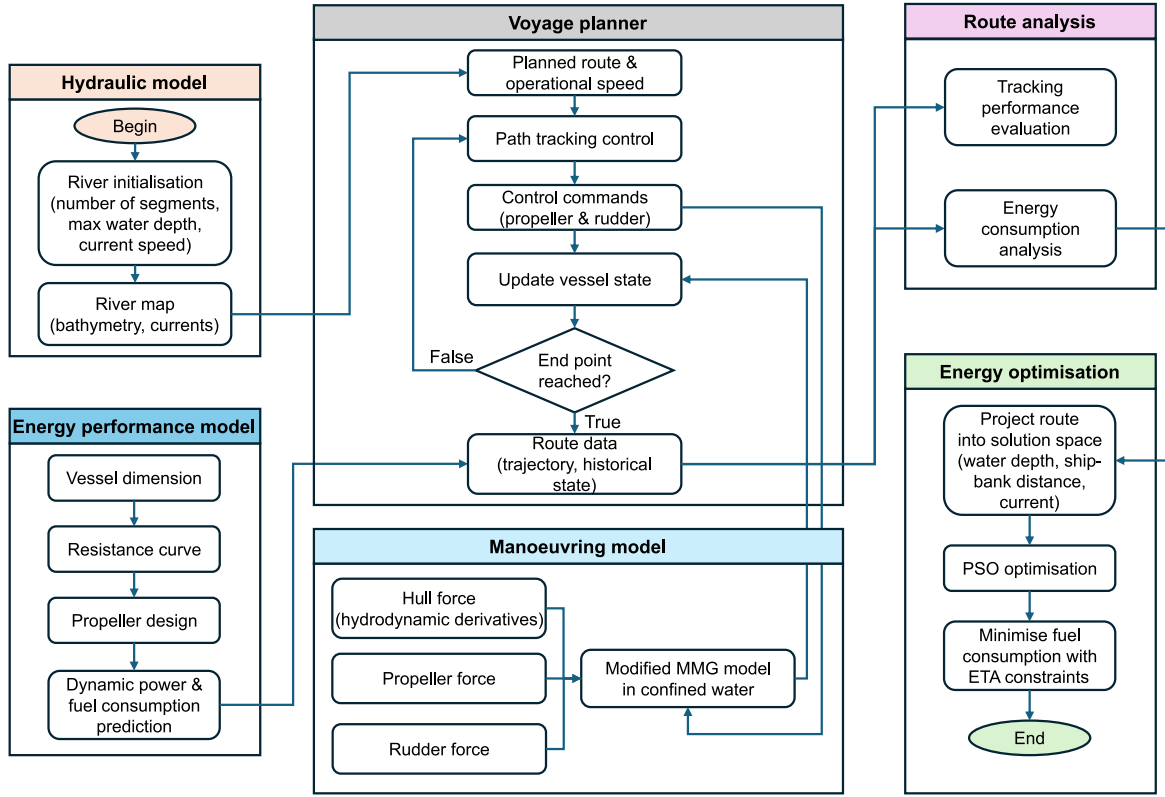 Hydraulic model
Begin
River initialisation
(number of segments,
max water depth,
current speed)
River map
(bathymetry, currents)
Energy performance model
Vessel dimension
Resistance curve
Propeller design
Dynamic power &
fuel consumption
prediction
Voyage planner
Planned route &
operational speed
Path tracking control
Control commands
(propeller & rudder)
Update vessel state
False
End point
reached?
True
Route data
(trajectory, historical
state)
Manoeuvring model
Hull force
(hydrodynamic derivatives)
Propeller force
Rudder force
Modified MMG model
in confined water
Route analysis
Tracking
performance
evaluation
Energy
consumption
analysis
Energy optimisation
Project route
into solution space
(water depth, ship-
bank distance,
current)
PSO optimisation
Minimise fuel
consumption with
ETA constraints
End